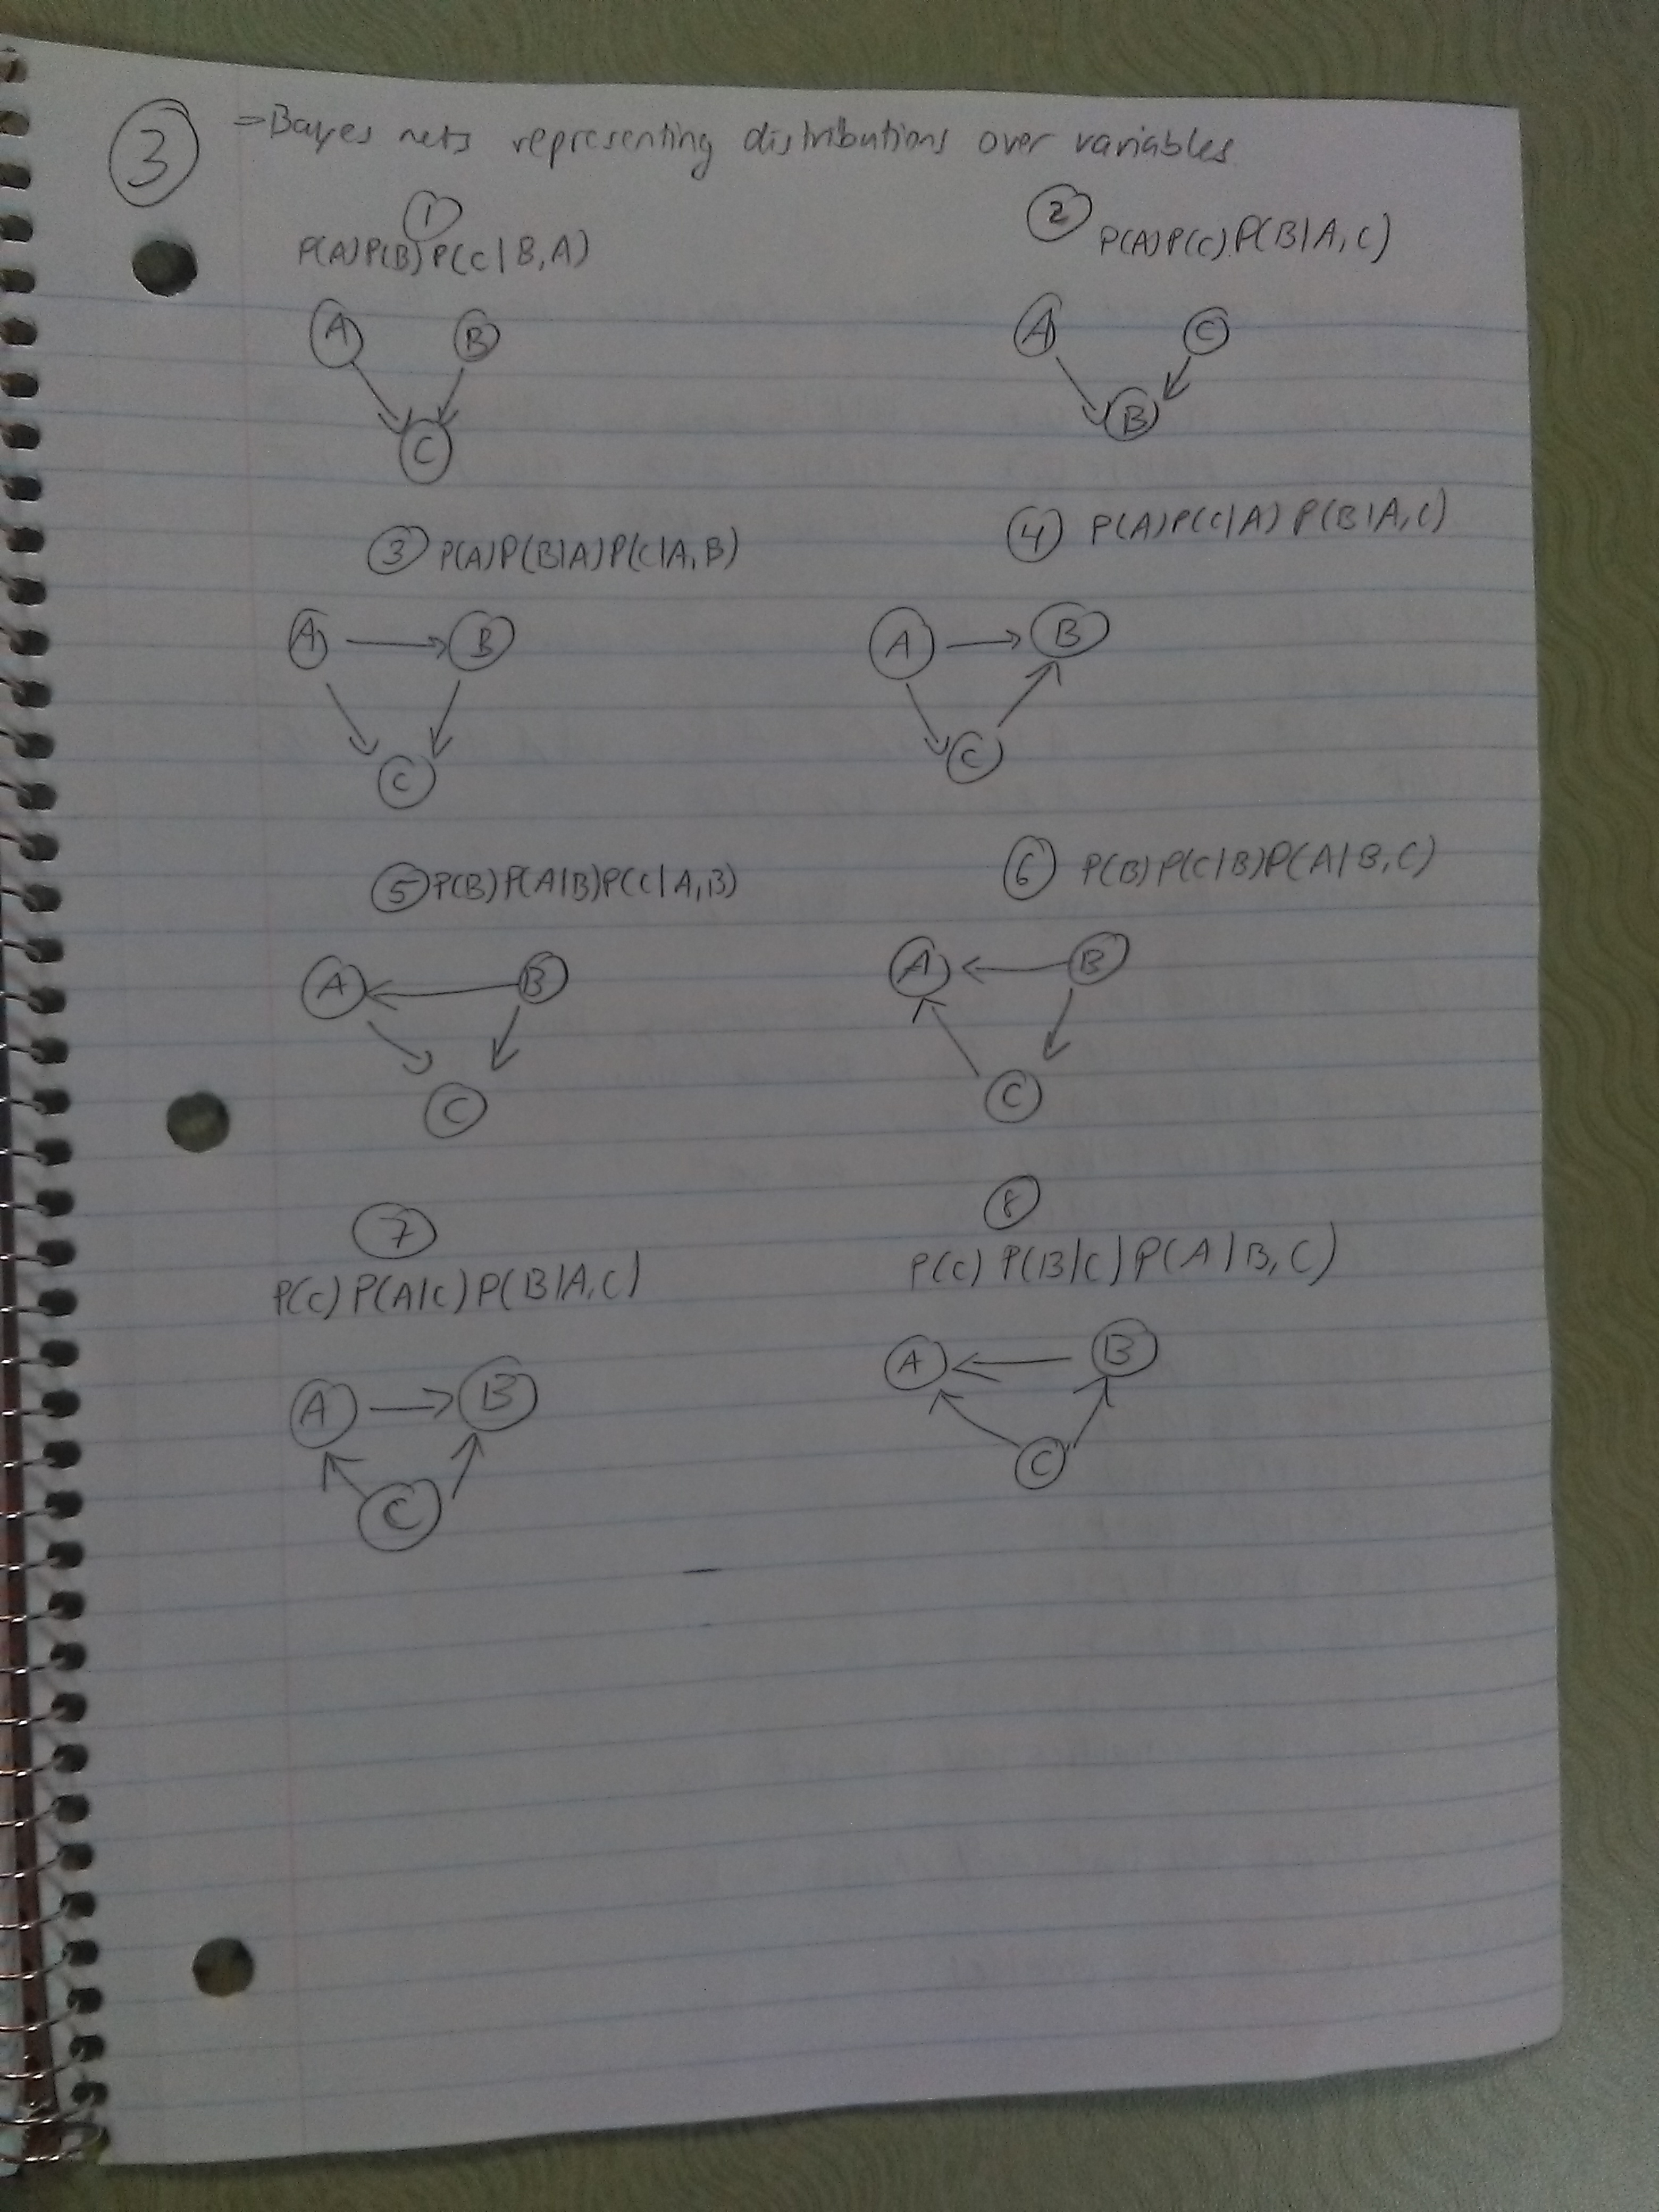 3 ⇒Bayes nets representing distributions over variables
1
P(A)P(B)P(C|B,A)
2 P(A)P(C)P(B|A,C)
A B
C
A C
B
3 P(A)P(B|A)P(C|A,B)
4 P(A)P(C|A)P(B|A,C)
A B
C
A B
C
5 P(B)P(A|B)P(C|A,B)
6 P(B)P(C|B)P(A|B,C)
A B
C
A B
C
7
P(C)P(A|C)P(B|A,C)
8
P(C)P(B|C)P(A|B,C)
A B
C
A B
C